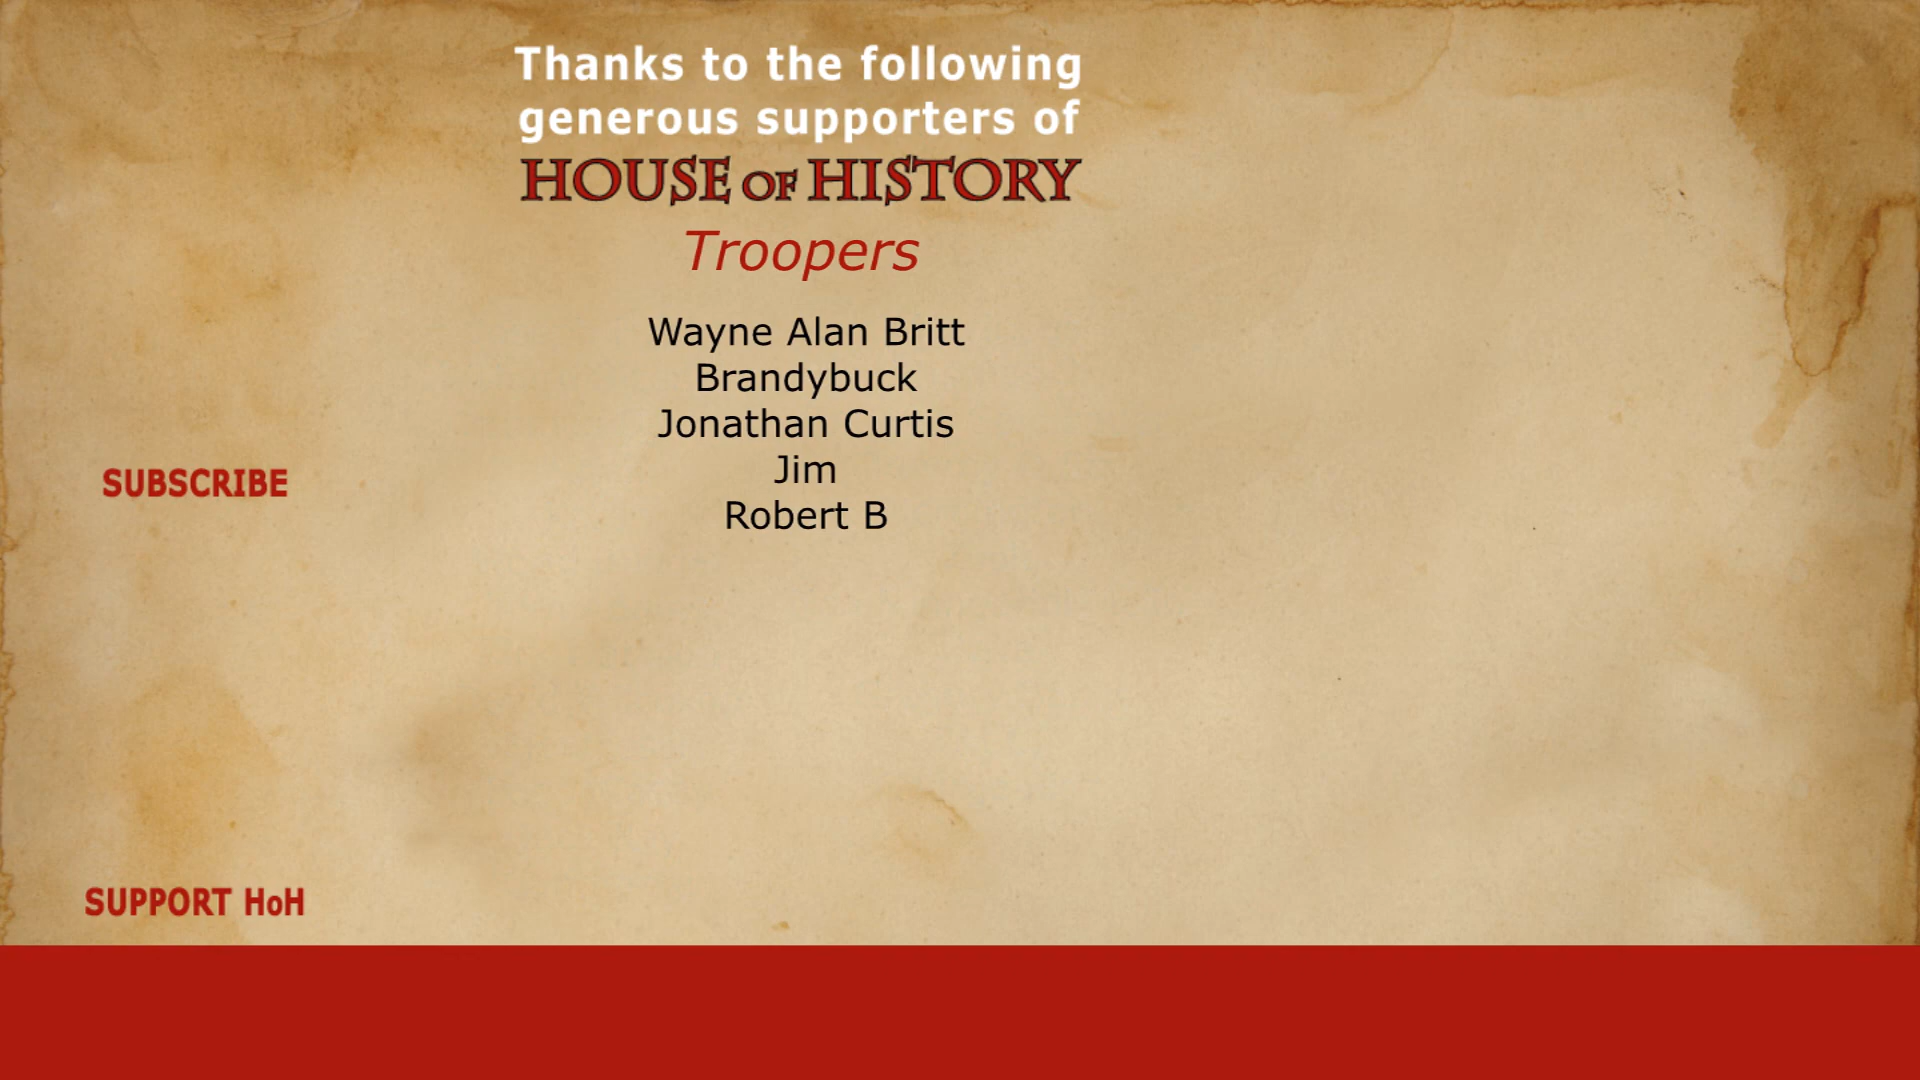 Thanks to the following
generous supporters of
HOUSE OF HISTORY
Troopers
Wayne Alan Britt
Brandybuck
Jonathan Curtis
Jim
Robert B
SUBSCRIBE
SUPPORT HoH